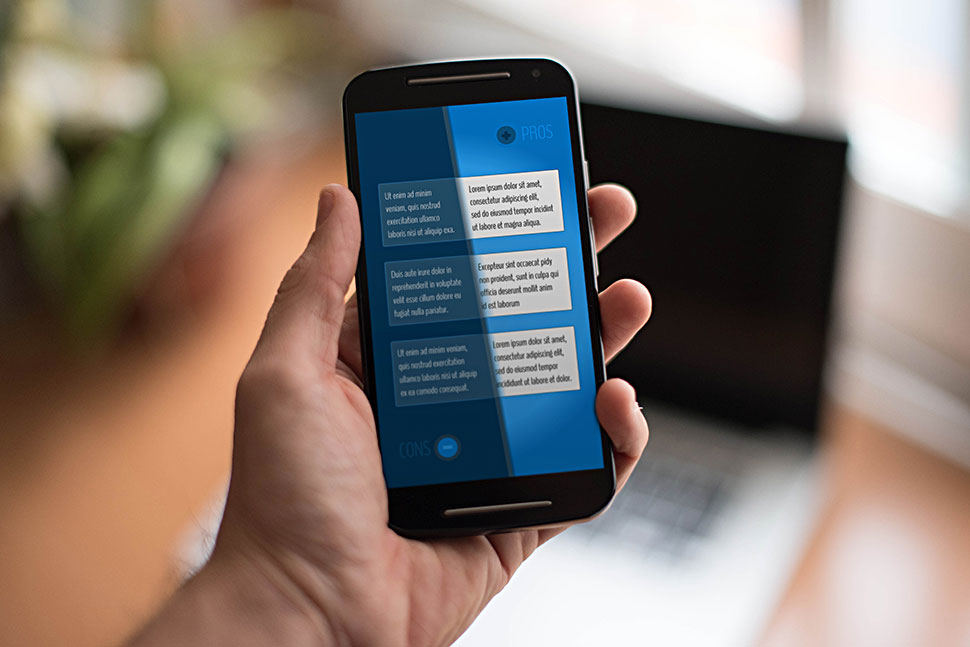 PROS
Ut enim ad minim
veniam, quis nostrud
exercitation ullamco
laboris nisi ut aliquip exa.
Lorem ipsum dolor sit amet,
consectetur adipiscing elit,
sed do eiusmod tempor incididnt
ut labore et magna aliqua.
Duis aute irure dolor in
reprehenderit in voluptate
velit esse cillum dolore eu
fugiat nulla pariatur.
Excepteur sint occaecat pidy
non proident, sunt in culpa qui
officia deserunt mollit anim
id est laborum
Ut enim ad minim veniam,
quis nostrud exercitation
ullamco laboris nisi ut aliquip
ex ea comodo consequat.
Lorem ipsum dolor sit amet,
consectetur adipiscing elit,
sed do eiusmod tempor
incididunt ut labore et dolor.
CONS